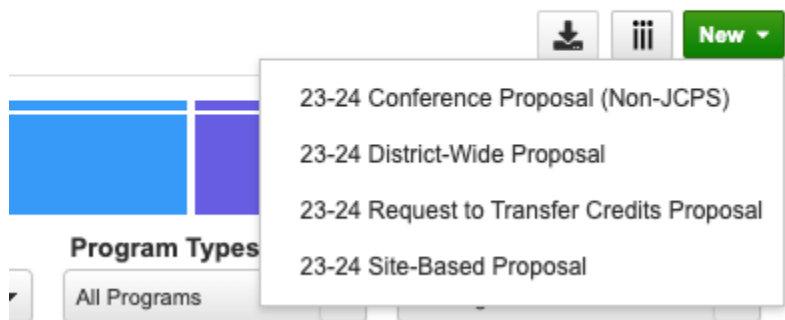 New
23-24 Conference Proposal (Non-JCPS)
23-24 District-Wide Proposal
23-24 Request to Transfer Credits Proposal
23-24 Site-Based Proposal
Program Types
All Programs